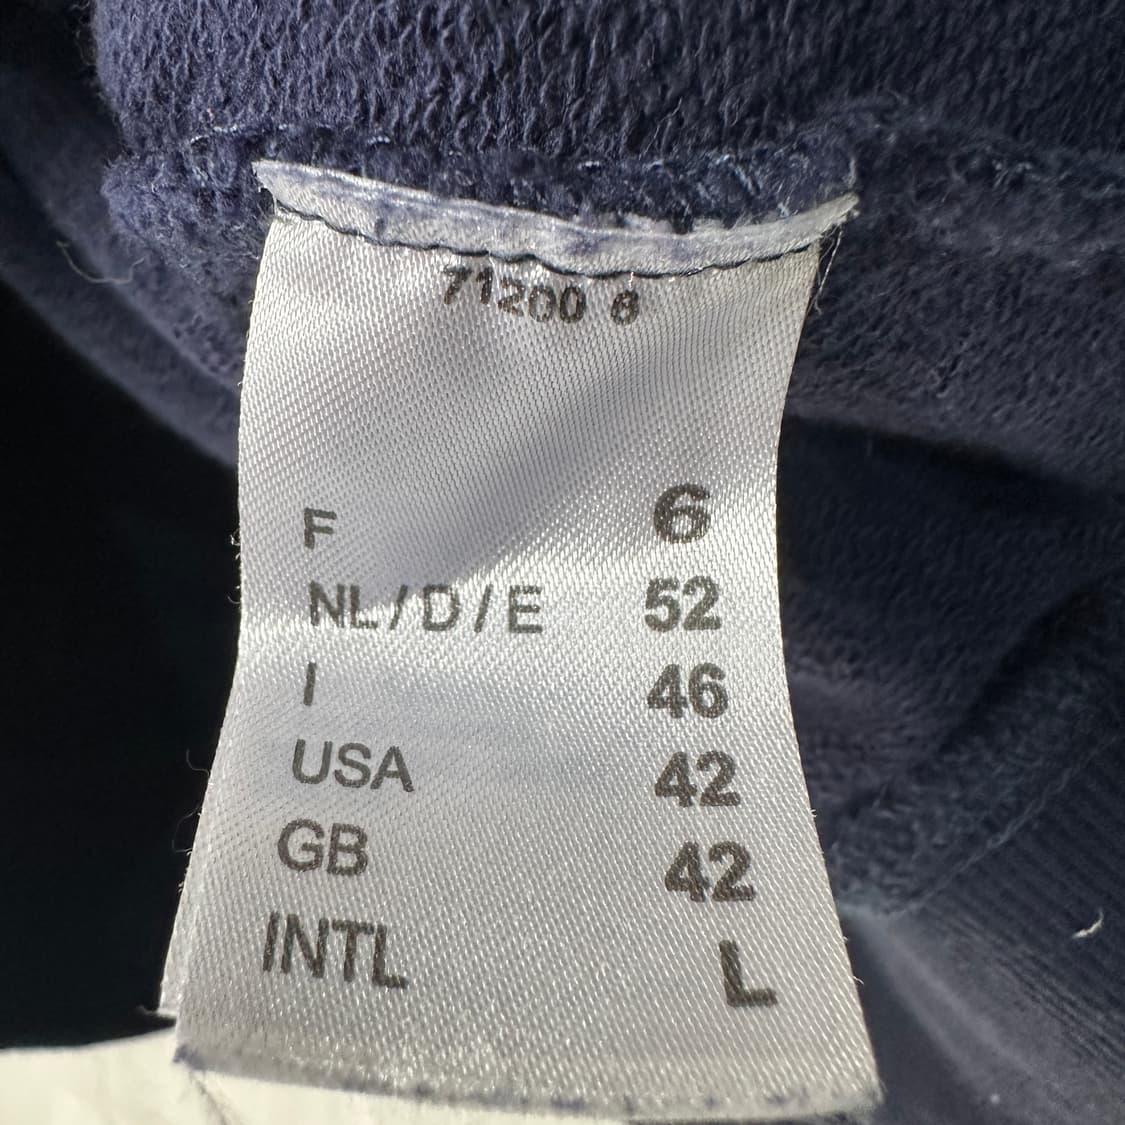 71200 6
F 6
NL / D / E 52
I 46
USA 42
GB 42
INTL L